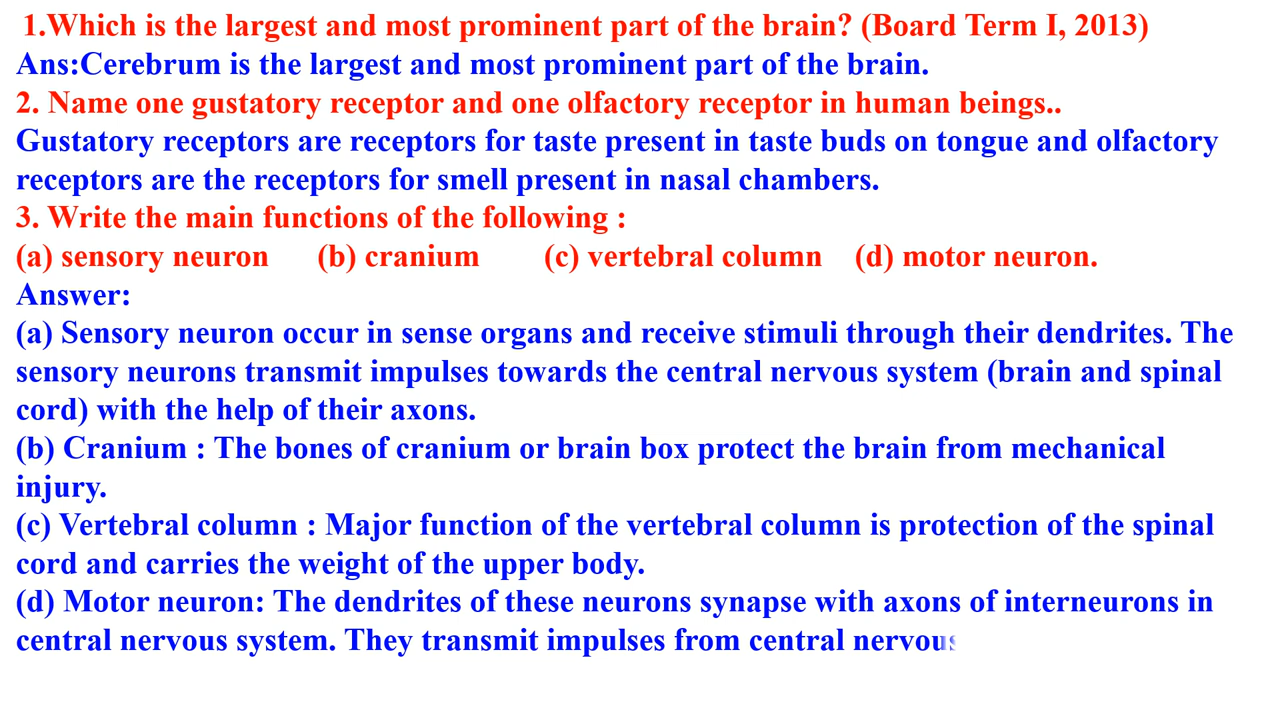 1.Which is the largest and most prominent part of the brain? (Board Term I, 2013)
Ans:Cerebrum is the largest and most prominent part of the brain.
2. Name one gustatory receptor and one olfactory receptor in human beings..
Gustatory receptors are receptors for taste present in taste buds on tongue and olfactory
receptors are the receptors for smell present in nasal chambers.
3. Write the main functions of the following :
(a) sensory neuron (b) cranium (c) vertebral column (d) motor neuron.
Answer:
(a) Sensory neuron occur in sense organs and receive stimuli through their dendrites. The
sensory neurons transmit impulses towards the central nervous system (brain and spinal
cord) with the help of their axons.
(b) Cranium : The bones of cranium or brain box protect the brain from mechanical
injury.
(c) Vertebral column : Major function of the vertebral column is protection of the spinal
cord and carries the weight of the upper body.
(d) Motor neuron: The dendrites of these neurons synapse with axons of interneurons in
central nervous system. They transmit impulses from central nervous